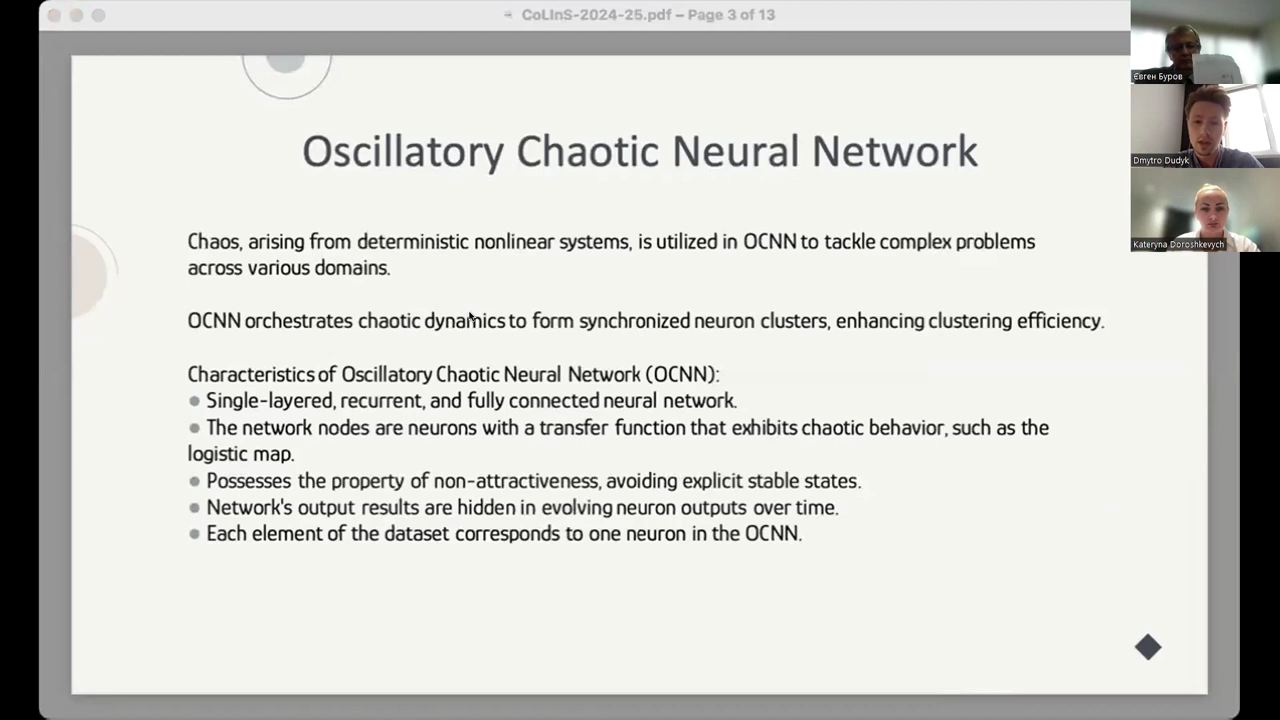 CoLInS-2024-25.pdf – Page 3 of 13
Євген Буров
Dmytro Dudyk
Kateryna Doroshkevych
Oscillatory Chaotic Neural Network
Chaos, arising from deterministic nonlinear systems, is utilized in OCNN to tackle complex problems
across various domains.
OCNN orchestrates chaotic dynamics to form synchronized neuron clusters, enhancing clustering efficiency.
Characteristics of Oscillatory Chaotic Neural Network (OCNN):
● Single-layered, recurrent, and fully connected neural network.
● The network nodes are neurons with a transfer function that exhibits chaotic behavior, such as the
logistic map.
● Possesses the property of non-attractiveness, avoiding explicit stable states.
● Network's output results are hidden in evolving neuron outputs over time.
● Each element of the dataset corresponds to one neuron in the OCNN.